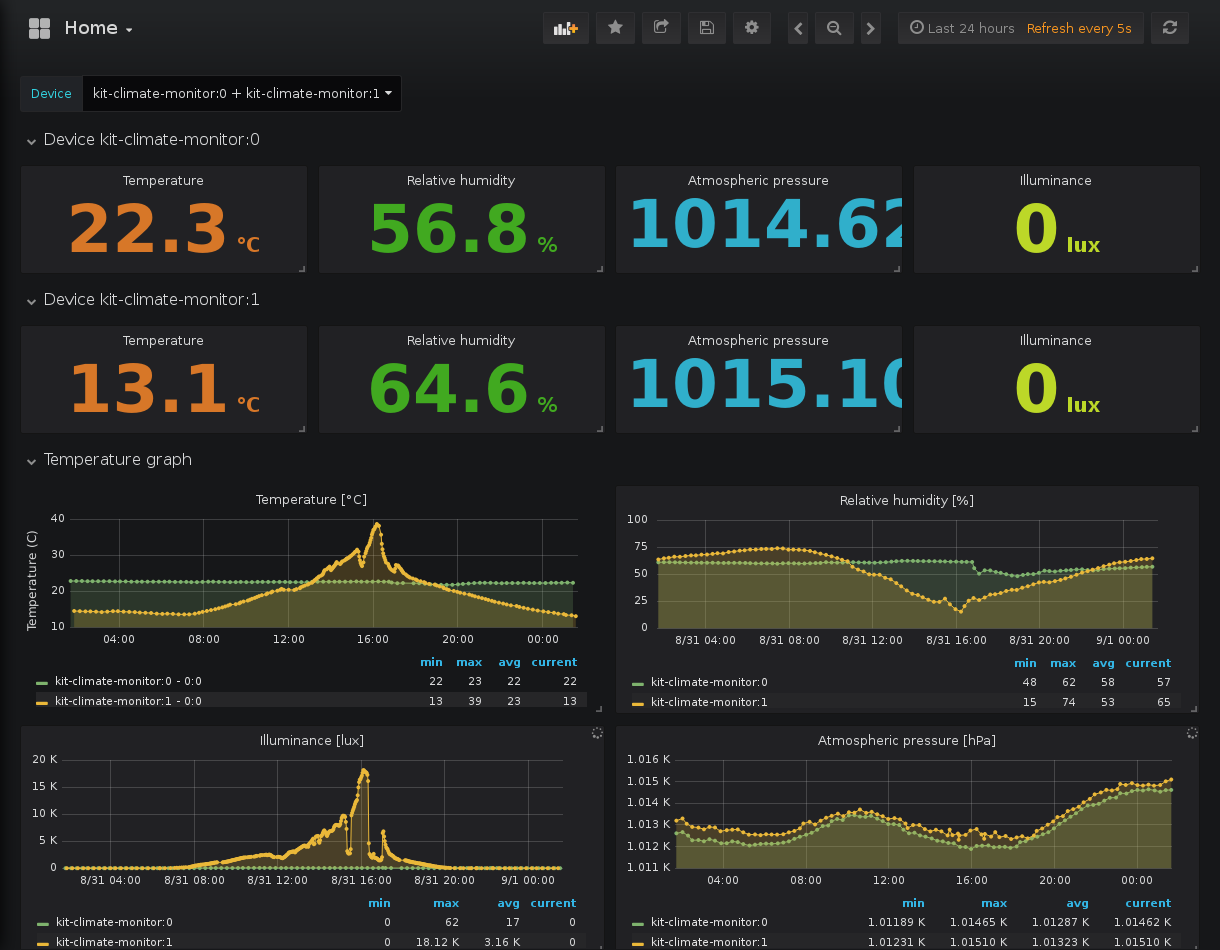 Home
Last 24 hours Refresh every 5s
Device kit-climate-monitor:0 + kit-climate-monitor:1
Device kit-climate-monitor:0
Temperature Relative humidity Atmospheric pressure Illuminance
22.3 °C 56.8 % 1014.62 0 lux
Device kit-climate-monitor:1
Temperature Relative humidity Atmospheric pressure Illuminance
13.1 °C 64.6 % 1015.10 0 lux
Temperature graph
Temperature [°C]
Temperature (C)
40
30
20
10
04:00 08:00 12:00 16:00 20:00 00:00
min max avg current
kit-climate-monitor:0 - 0:0 22 23 22 22
kit-climate-monitor:1 - 0:0 13 39 23 13
Relative humidity [%]
100
75
50
25
0
8/31 04:00 8/31 08:00 8/31 12:00 8/31 16:00 8/31 20:00 9/1 00:00
min max avg current
kit-climate-monitor:0 48 62 58 57
kit-climate-monitor:1 15 74 53 65
Illuminance [lux]
20 K
15 K
10 K
5 K
0
8/31 04:00 8/31 08:00 8/31 12:00 8/31 16:00 8/31 20:00 9/1 00:00
min max avg current
kit-climate-monitor:0 0 62 17 0
kit-climate-monitor:1 0 18.12 K 3.16 K 0
Atmospheric pressure [hPa]
1.016 K
1.015 K
1.014 K
1.013 K
1.012 K
1.011 K
04:00 08:00 12:00 16:00 20:00 00:00
min max avg current
kit-climate-monitor:0 1.01189 K 1.01465 K 1.01287 K 1.01462 K
kit-climate-monitor:1 1.01231 K 1.01510 K 1.01323 K 1.01510 K